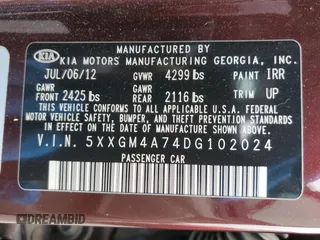 KIA KIA MOTORS MANUFACTURING GEORGIA, INC.
JUL/06/12 GVWR 4299 lbs PAINT IRR
GAWR GAWR
FRONT 2425 lbs REAR 2116 lbs TRIM UP
THIS VEHICLE CONFORMS TO ALL APPLICABLE U.S.A. FEDERAL
MOTOR VEHICLE SAFETY, BUMPER, AND THEFT PREVENTION
STANDARDS IN EFFECT ON THE DATE OF MANUFACTURE SHOWN ABOVE.
V.I.N. 5XXGM4A74DG102024
PASSENGER CAR
DREAMBID